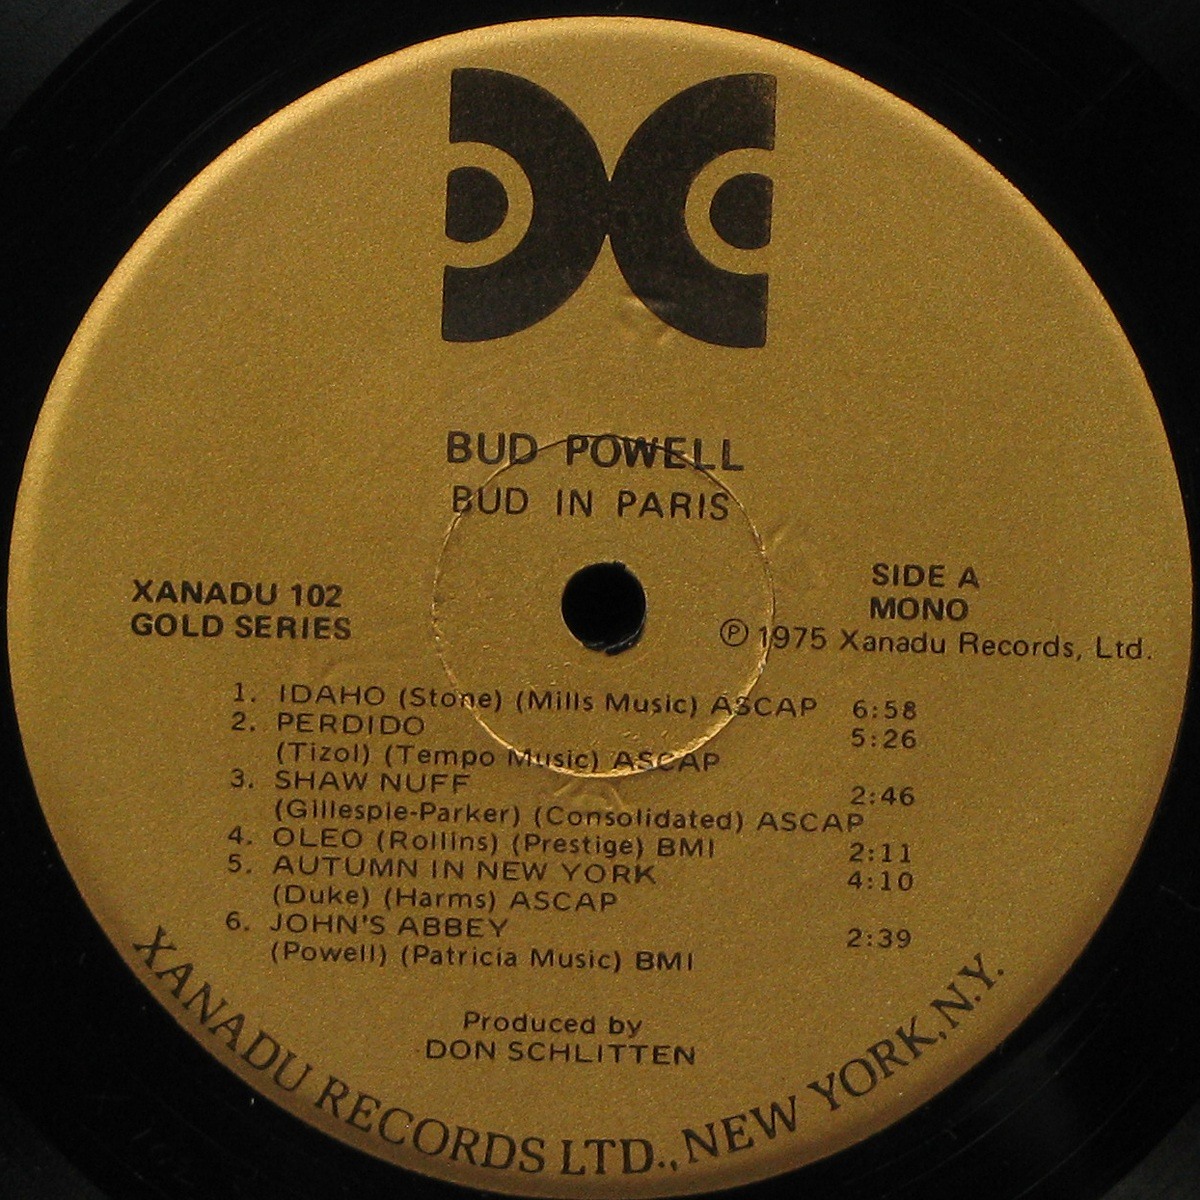 BUD POWELL
BUD IN PARIS
XANADU 102
GOLD SERIES
SIDE A
MONO
Ⓟ 1975 Xanadu Records, Ltd.
1. IDAHO (Stone) (Mills Music) ASCAP 6:58
2. PERDIDO 5:26
(Tizol) (Tempo Music) ASCAP
3. SHAW NUFF 2:46
(Gillespie-Parker) (Consolidated) ASCAP
4. OLEO (Rollins) (Prestige) BMI 2:11
5. AUTUMN IN NEW YORK 4:10
(Duke) (Harms) ASCAP
6. JOHN'S ABBEY 2:39
(Powell) (Patricia Music) BMI
Produced by
DON SCHLITTEN
XANADU RECORDS LTD., NEW YORK, N.Y.